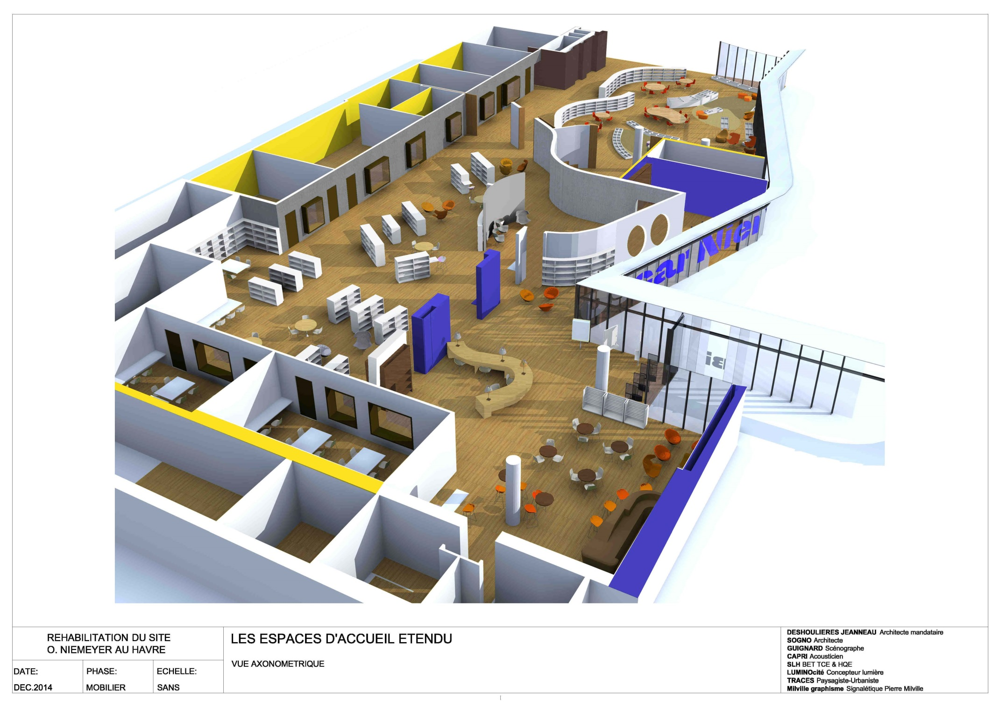 car Niel
REHABILITATION DU SITE
O. NIEMEYER AU HAVRE
DATE:
DEC.2014
PHASE:
MOBILIER
ECHELLE:
SANS
LES ESPACES D'ACCUEIL ETENDU
VUE AXONOMETRIQUE
DESHOULIERES JEANNEAU Architecte mandataire
SOGNO Architecte
GUIGNARD Scénographe
CAPRI Acousticien
SLH BET TCE & HQE
LUMINOcité Concepteur lumière
TRACES Paysagiste-Urbaniste
Milville graphisme Signalétique Pierre Milville